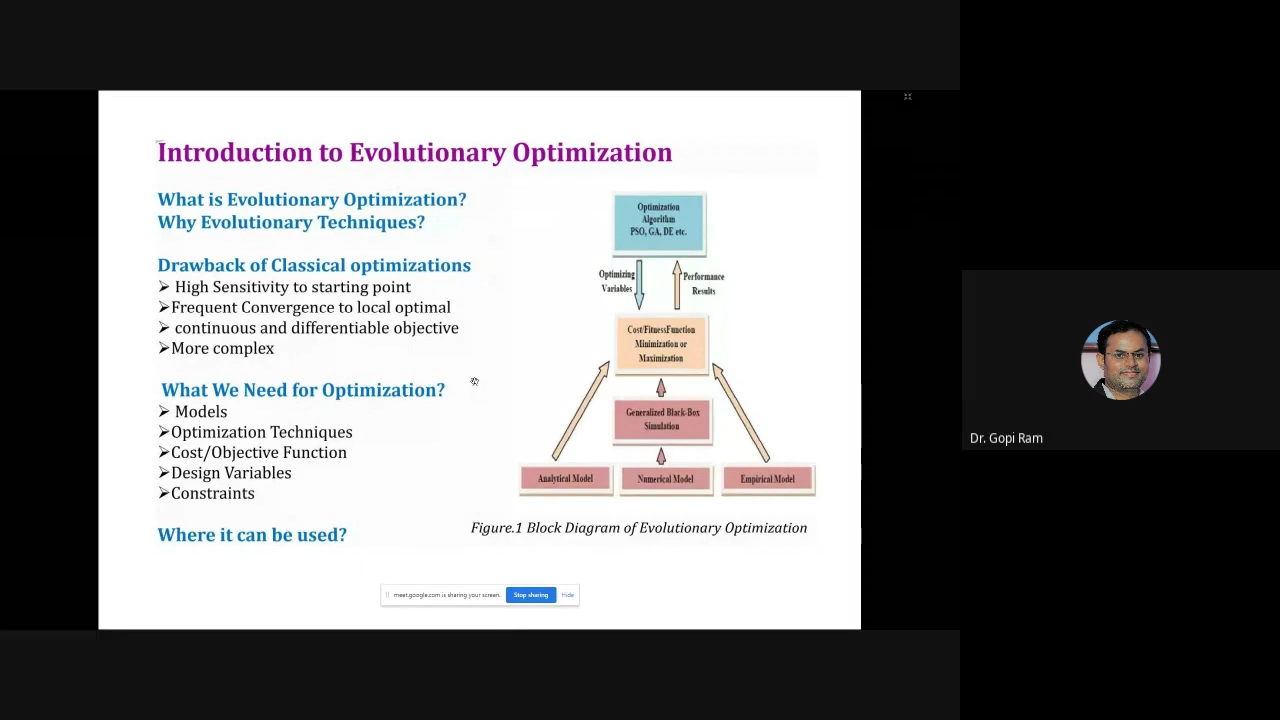 Introduction to Evolutionary Optimization
What is Evolutionary Optimization?
Why Evolutionary Techniques?
Drawback of Classical optimizations
➢ High Sensitivity to starting point
➢Frequent Convergence to local optimal
➢ continuous and differentiable objective
➢More complex
What We Need for Optimization?
➢ Models
➢Optimization Techniques
➢Cost/Objective Function
➢Design Variables
➢Constraints
Where it can be used?
Optimization
Algorithm
PSO, GA, DE etc.
Optimizing
Variables
Performance
Results
Cost/FitnessFunction
Minimization or
Maximization
Generalized Black-Box
Simulation
Analytical Model
Numerical Model
Empirical Model
Figure.1 Block Diagram of Evolutionary Optimization
meet.google.com is sharing your screen.
Stop sharing
Hide
Dr. Gopi Ram